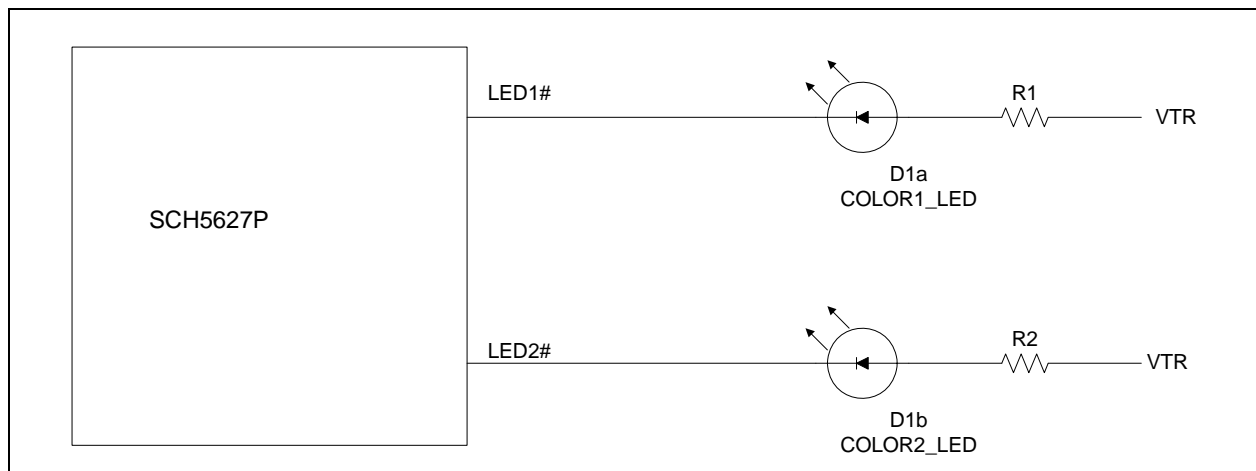 LED1#
R1
VTR
D1a
COLOR1_LED
SCH5627P
LED2#
R2
VTR
D1b
COLOR2_LED